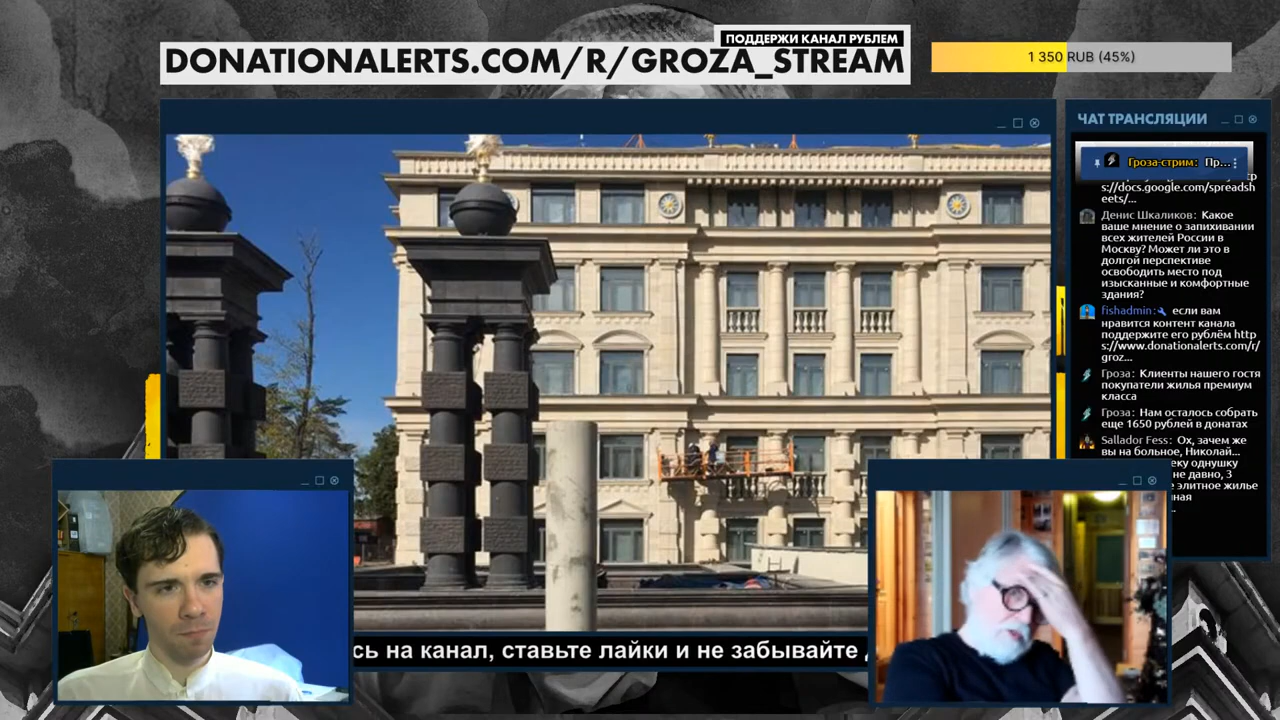 ПОДДЕРЖИ КАНАЛ РУБЛЕМ
DONATIONALERTS.COM/R/GROZA_STREAM
1 350 RUB (45%)
ЧАТ ТРАНСЛЯЦИИ
Гроза-стрим: Пр...
s://docs.google.com/spreadsh
eets/...
Денис Шкаликов: Какое
ваше мнение о запихивании
всех жителей России в
Москву? Может ли это в
долгой перспективе
освободить место под
изысканные и комфортные
здания?
fishadmin: если вам
нравится контент канала
поддержите его рублём http
s://www.donationalerts.com/r/
groz...
Гроза: Клиенты нашего гостя
покупатели жилья премиум
класса
Гроза: Нам осталось собрать
еще 1650 рублей в донатах
Sallador Fess: Ох, зачем же
вы на больное, Николай...
еку однушку
не давно, 3
е элитное жилье
ная
сь на канал, ставьте лайки и не забывайте